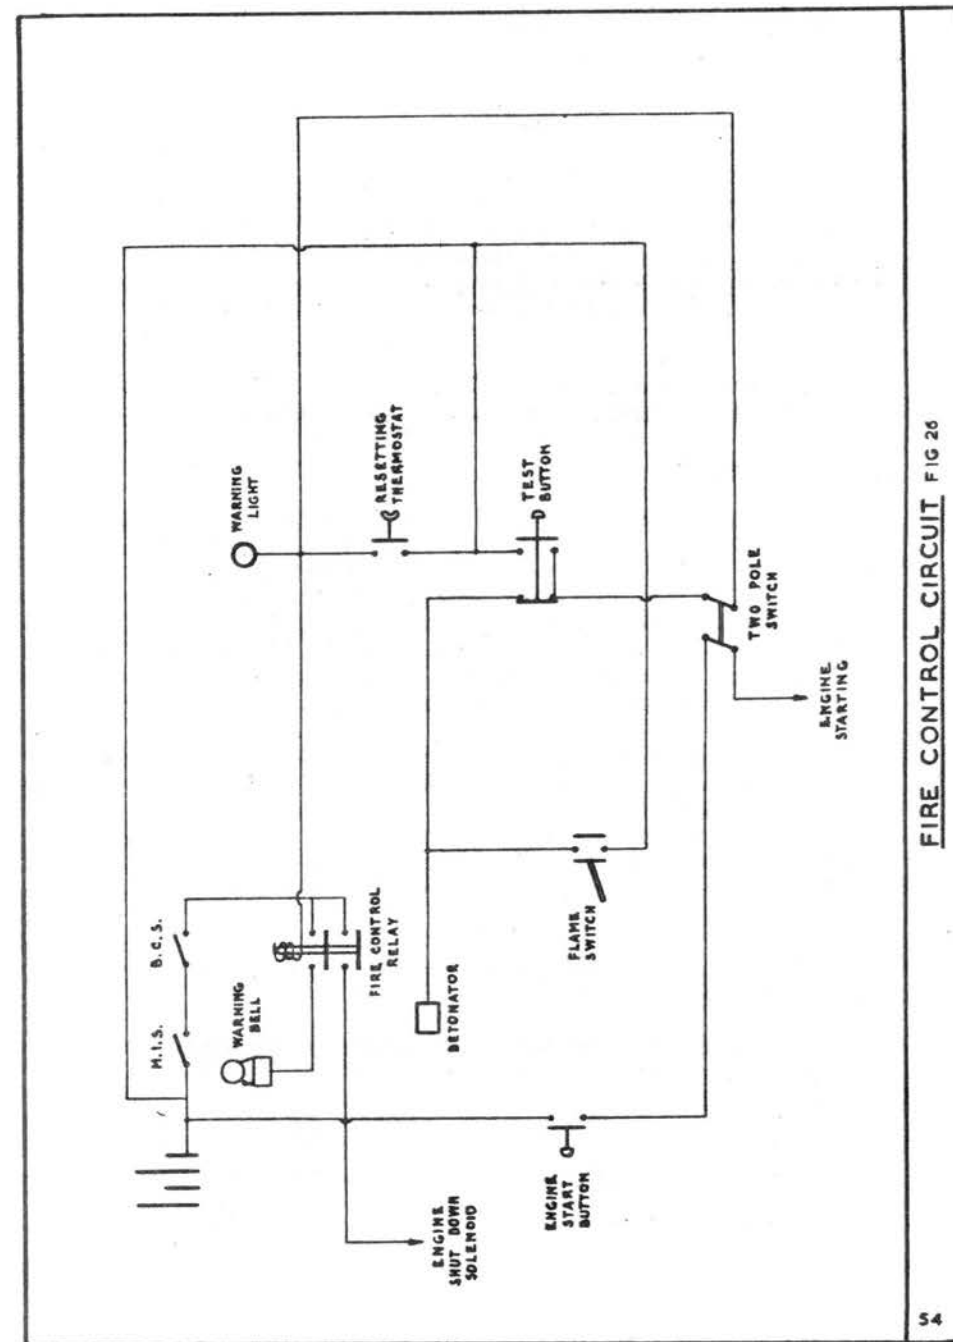 M.I.S.
B.C.S.
WARNING
BELL
WARNING
LIGHT
FIRE CONTROL
RELAY
RESETTING
THERMOSTAT
ENGINE
SHUT DOWN
SOLENOID
DETONATOR
TEST
BUTTON
ENGINE
START
BUTTON
FLAME
SWITCH
TWO POLE
SWITCH
ENGINE
STARTING
FIRE CONTROL CIRCUIT FIG 26
54